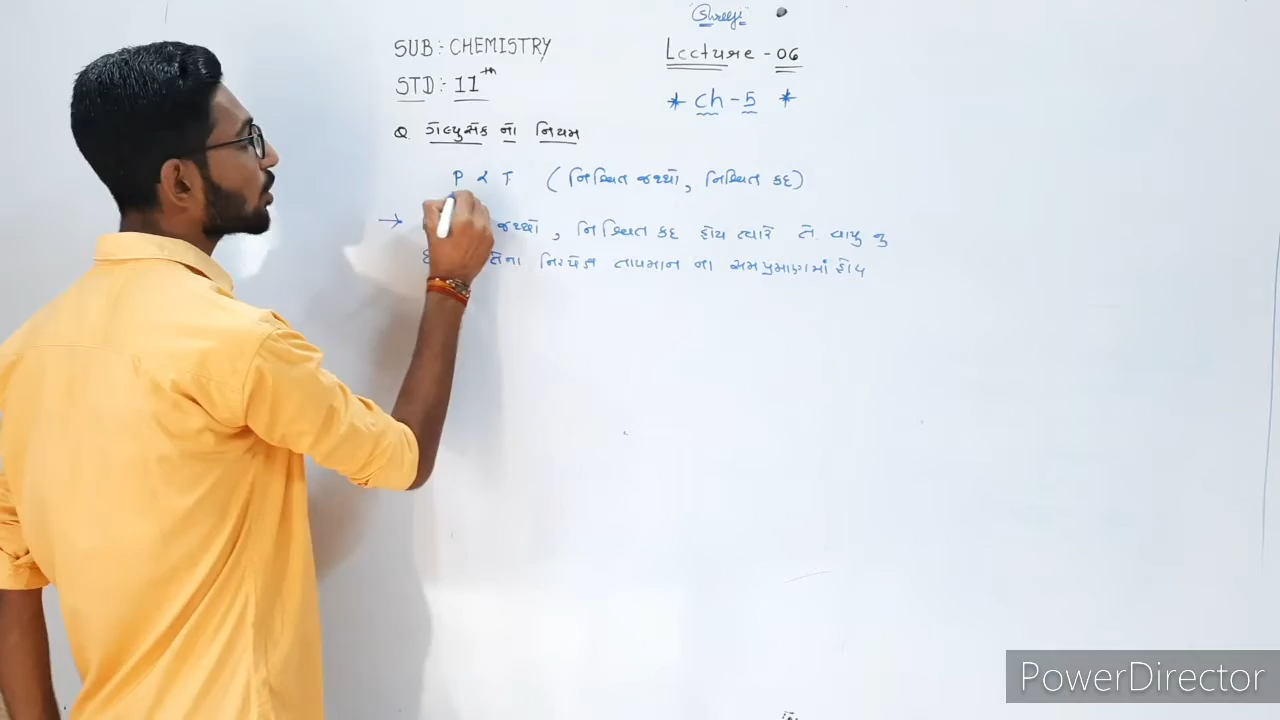 Shreeji
SUB:- CHEMISTRY
Lecture - 06
STD:- 11th
* Ch - 5 *
Q ગેલ્યુસેક નો નિયમ
P ∝ T (નિશ્ચિત જથ્થો, નિશ્ચિત કદ)
→ જથ્થો, નિશ્ચિત કદ હોય ત્યારે તે વાયુ નુ
તેના નિરપેક્ષ તાપમાન ના સમપ્રમાણમાં હોય
PowerDirector